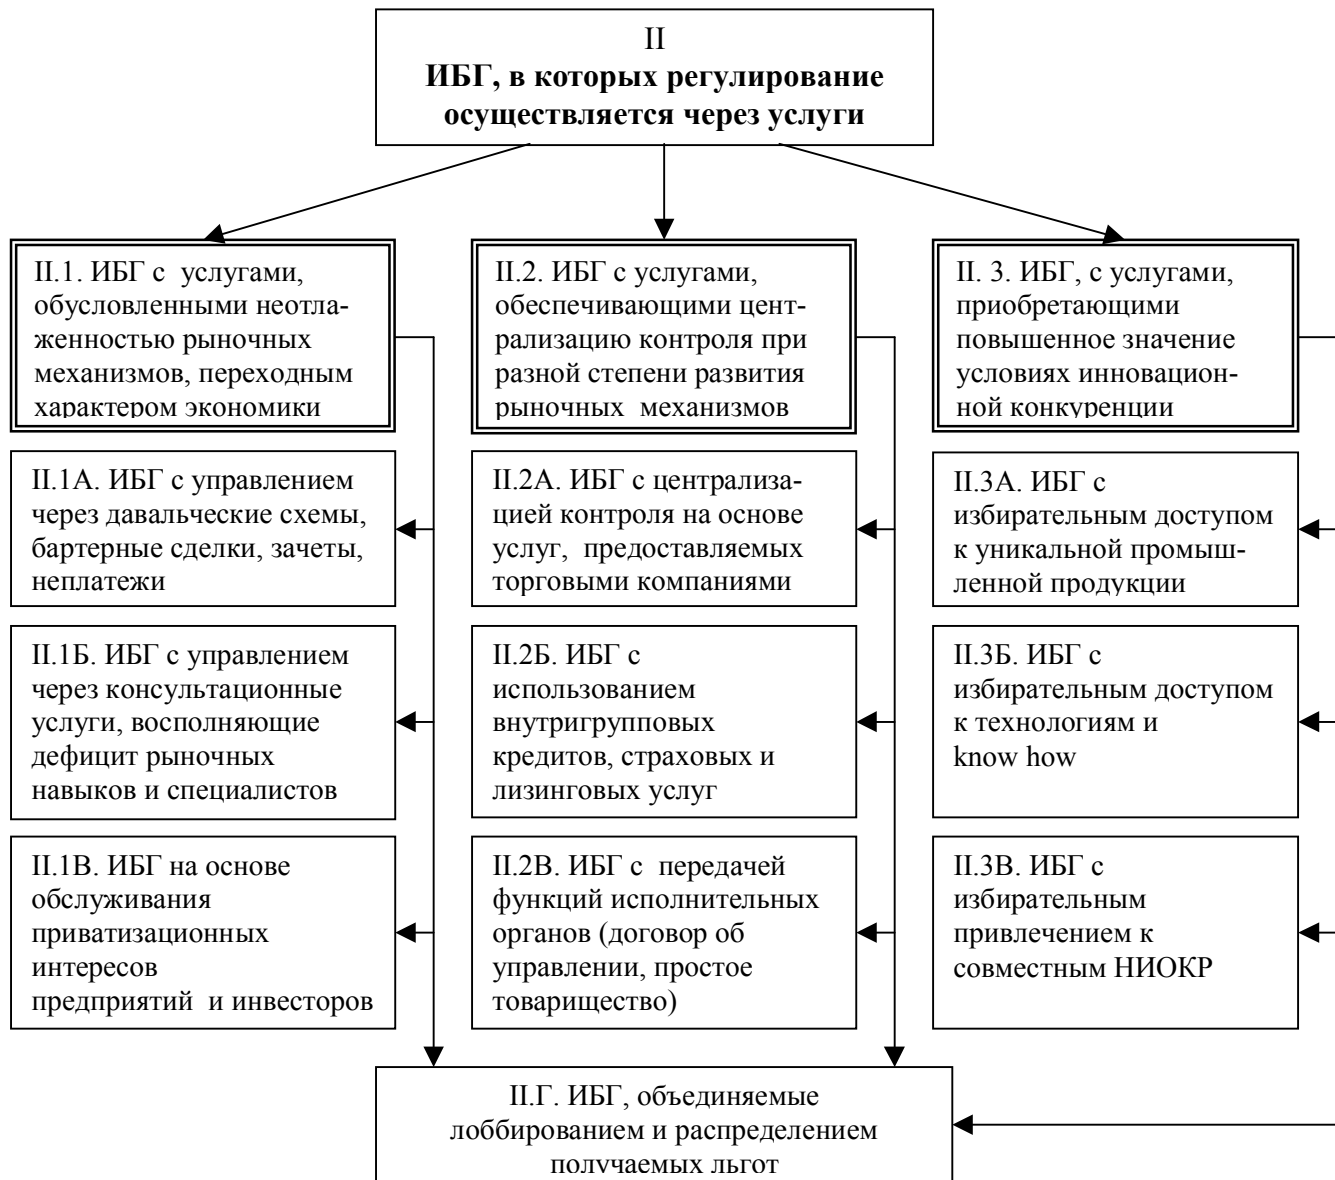 II
ИБГ, в которых регулирование
осуществляется через услуги
II.1. ИБГ с услугами,
обусловленными неотла-
женностью рыночных
механизмов, переходным
характером экономики
II.2. ИБГ с услугами,
обеспечивающими цент-
рализацию контроля при
разной степени развития
рыночных механизмов
II. 3. ИБГ, с услугами,
приобретающими
повышенное значение
условиях инновацион-
ной конкуренции
II.1А. ИБГ с управлением
через давальческие схемы,
бартерные сделки, зачеты,
неплатежи
II.2А. ИБГ с централиза-
цией контроля на основе
услуг, предоставляемых
торговыми компаниями
II.3А. ИБГ с
избирательным доступом
к уникальной промыш-
ленной продукции
II.1Б. ИБГ с управлением
через консультационные
услуги, восполняющие
дефицит рыночных
навыков и специалистов
II.2Б. ИБГ с
использованием
внутригрупповых
кредитов, страховых и
лизинговых услуг
II.3Б. ИБГ с
избирательным доступом
к технологиям и
know how
II.1В. ИБГ на основе
обслуживания
приватизационных
интересов
предприятий и инвесторов
II.2В. ИБГ с передачей
функций исполнительных
органов (договор об
управлении, простое
товарищество)
II.3В. ИБГ с
избирательным
привлечением к
совместным НИОКР
II.Г. ИБГ, объединяемые
лоббированием и распределением
получаемых льгот